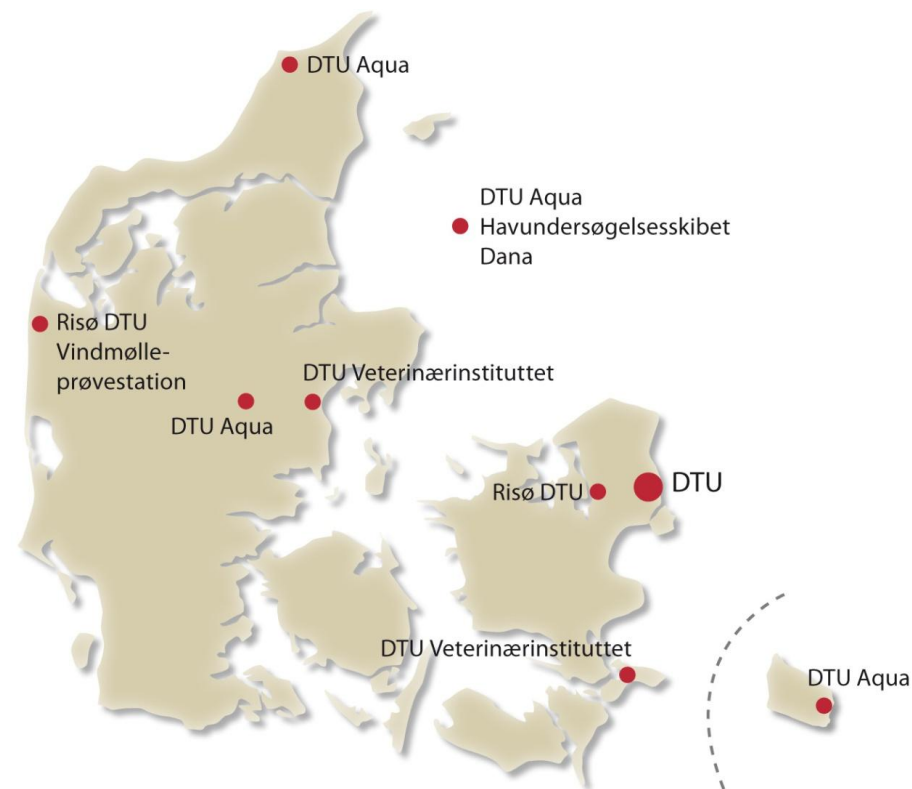 DTU Aqua
DTU Aqua
Havundersøgelsesskibet
Dana
Risø DTU
Vindmølle-
prøvestation
DTU Veterinærinstituttet
DTU Aqua
Risø DTU
DTU
DTU Veterinærinstituttet
DTU Aqua